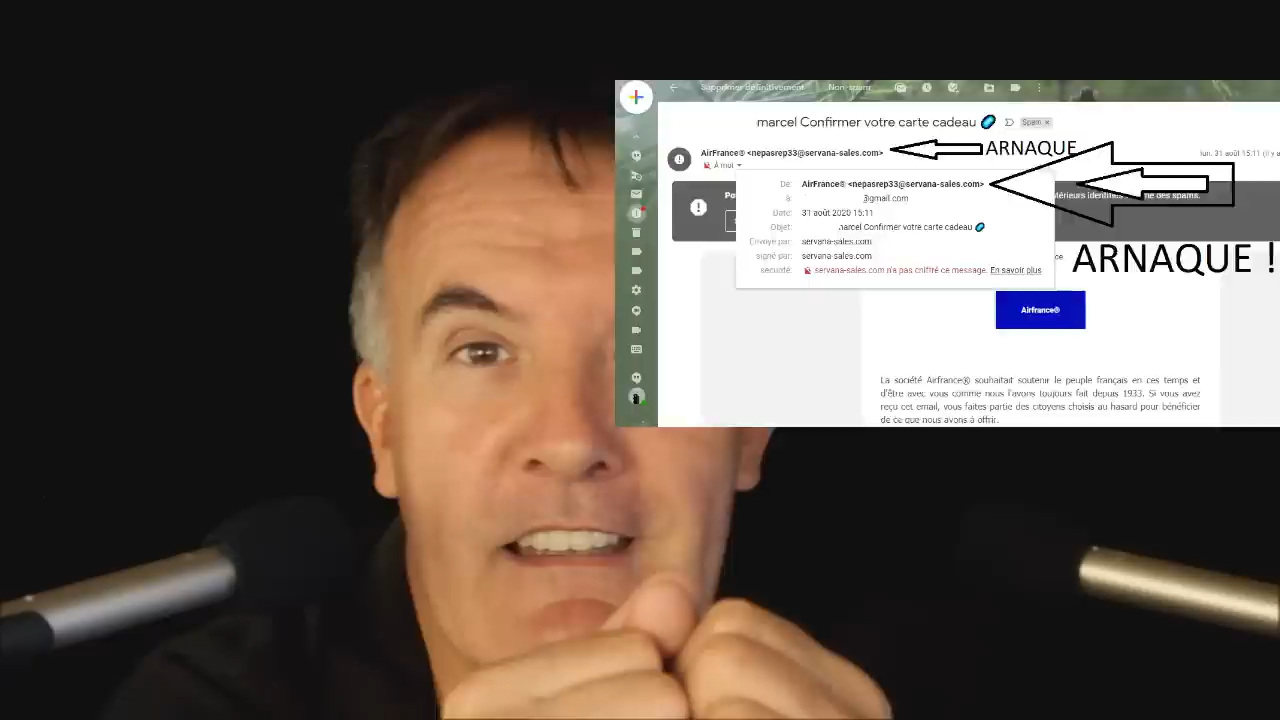 Supprimer définitivement Non-spam
marcel Confirmer votre carte cadeau Spam ×
AirFrance® <nepasrep33@servana-sales.com> ARNAQUE lun. 31 août 15:11 (il y a
À moi
De: AirFrance® <nepasrep33@servana-sales.com>
à: @gmail.com
Date: 31 août 2020 15:11
Objet: marcel Confirmer votre carte cadeau
Envoyé par: servana-sales.com
signé par: servana-sales.com
sécurité: servana-sales.com n'a pas chiffré ce message. En savoir plus
des spams.
ARNAQUE !
Airfrance®
La société Airfrance® souhaitait soutenir le peuple français en ces temps et
d'être avec vous comme nous l'avons toujours fait depuis 1933. Si vous avez
reçu cet email, vous faites partie des citoyens choisis au hasard pour bénéficier
de ce que nous avons à offrir.